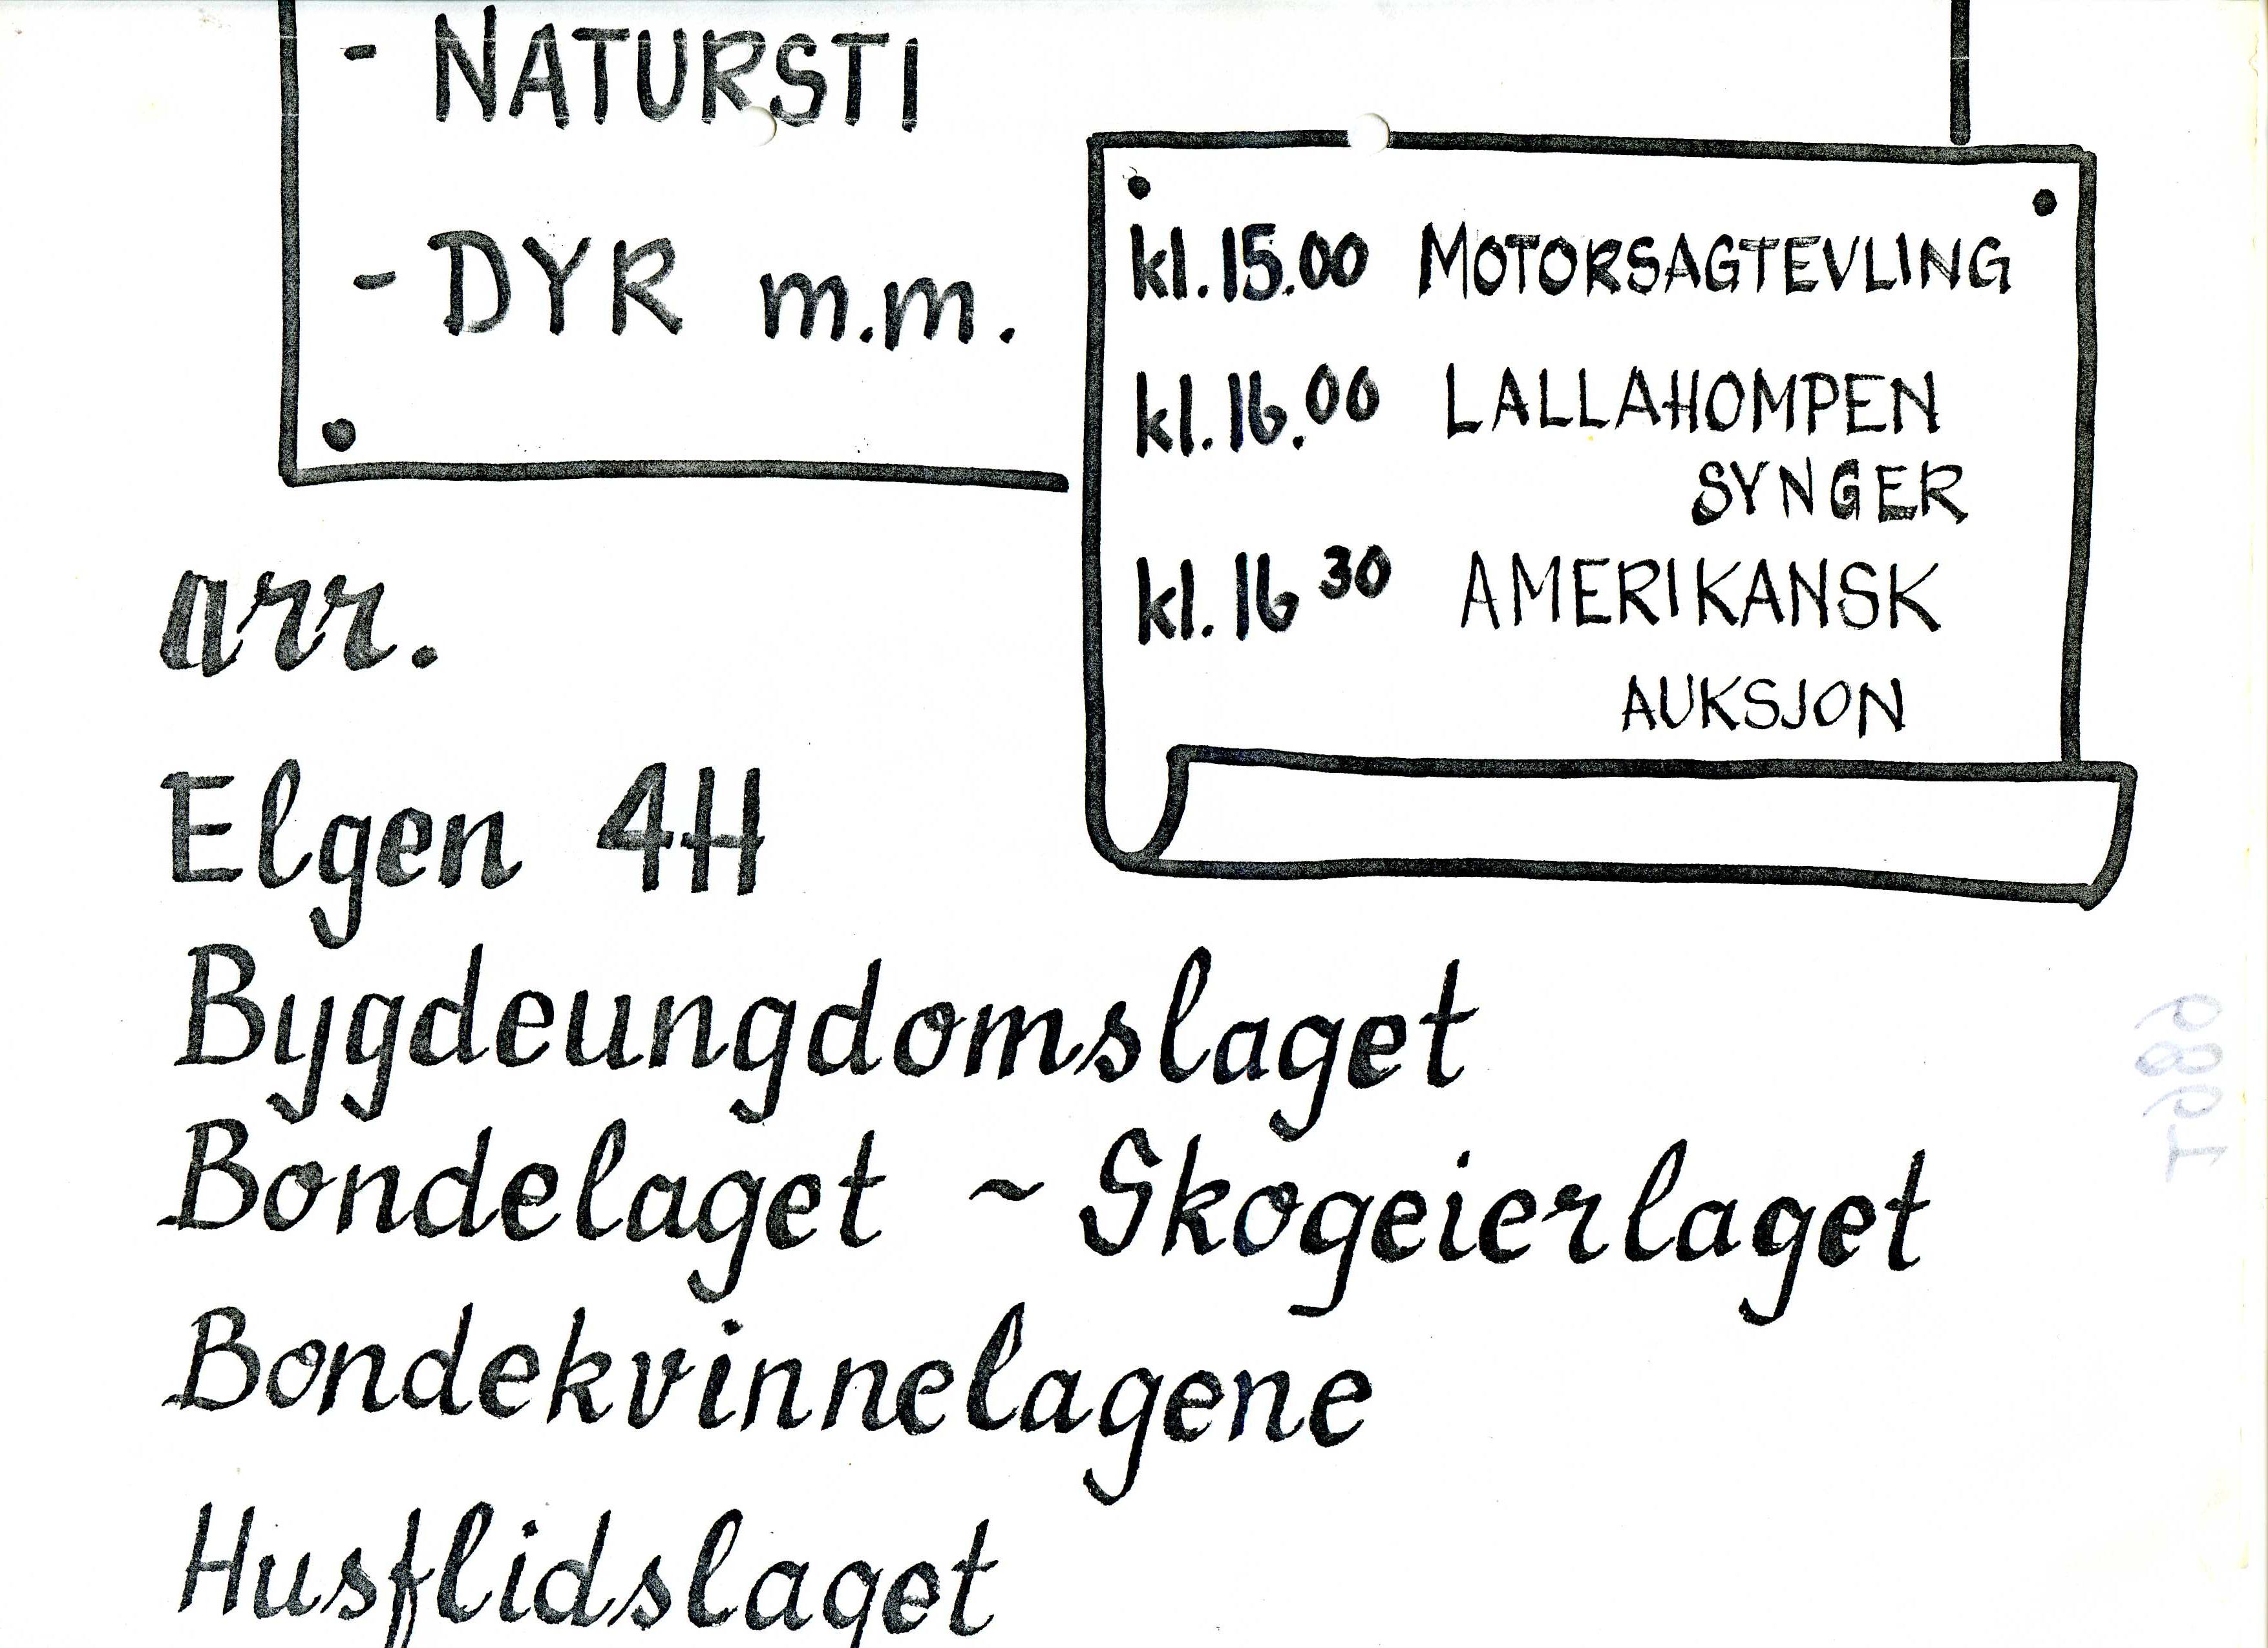 - NATURSTI
- DYR m.m.
kl.15.00 MOTORSAGTEVLING
kl.16.00 LALLAHOMPEN
SYNGER
kl.16 30 AMERIKANSK
AUKSJON
arr.
Elgen 4H
Bygdeungdomslaget
Bondelaget ~ Skogeierlaget
Bondekvinnelagene
Husflidslaget